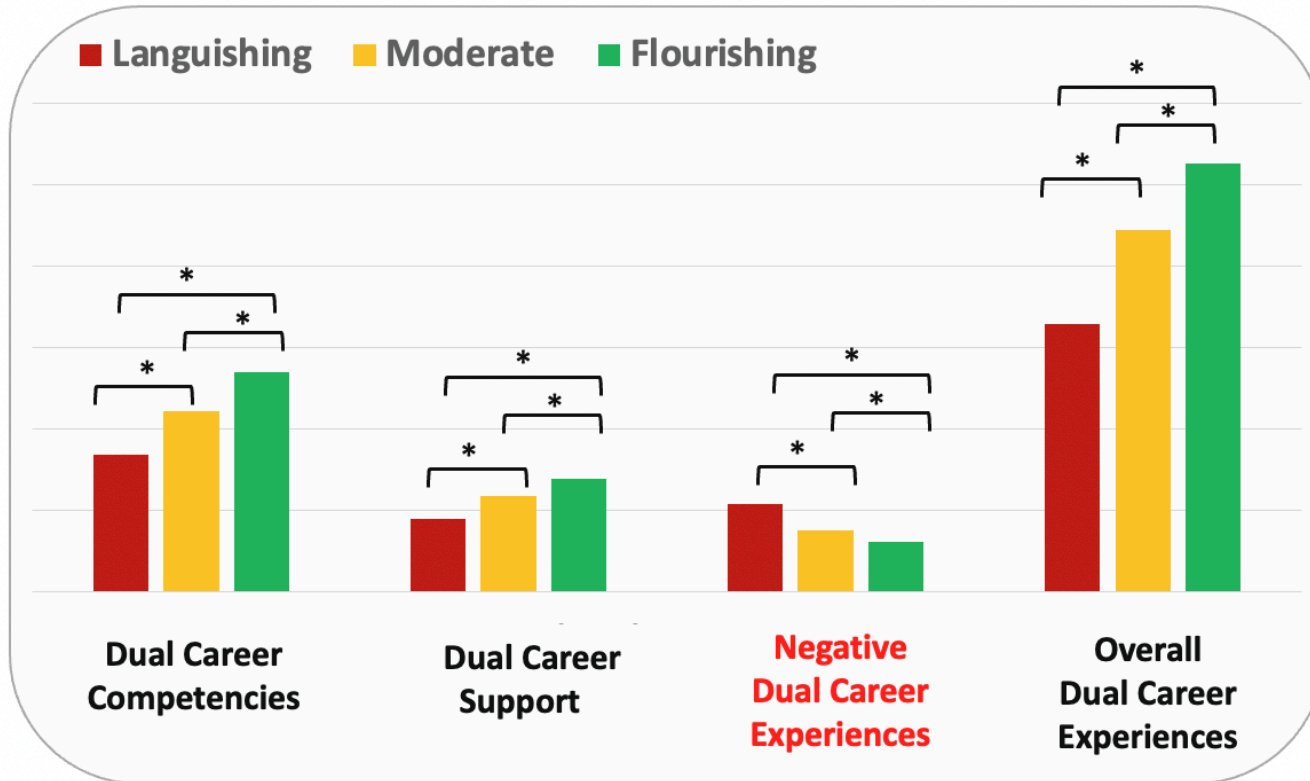 Languishing Moderate Flourishing
*
*
*
*
*
*
*
*
*
*
*
*
Dual Career
Competencies
Dual Career
Support
Negative
Dual Career
Experiences
Overall
Dual Career
Experiences